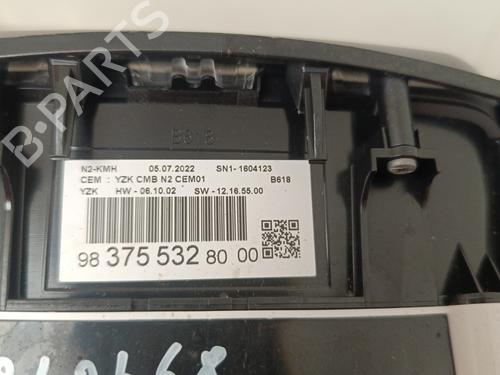 B-PARTS
B618
N2-KMH 05.07.2022 SN1-1604123
CEM : YZK CMB N2 CEM01 B618
YZK HW - 06.10.02 SW - 12.16.55.00
98 375 532 80 00